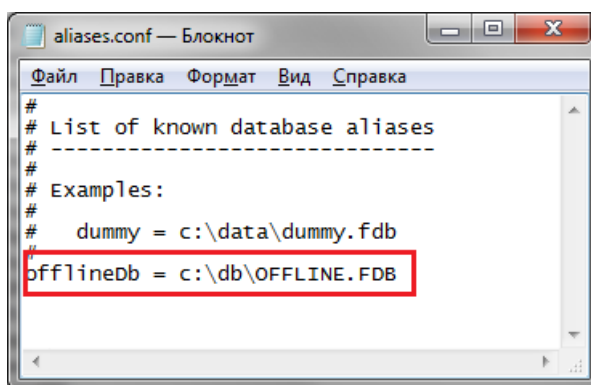 aliases.conf — Блокнот
Файл Правка Формат Вид Справка
#
# List of known database aliases
# ------------------------------
#
# Examples:
#
#   dummy = c:\data\dummy.fdb
#
offlineDb = c:\db\OFFLINE.FDB